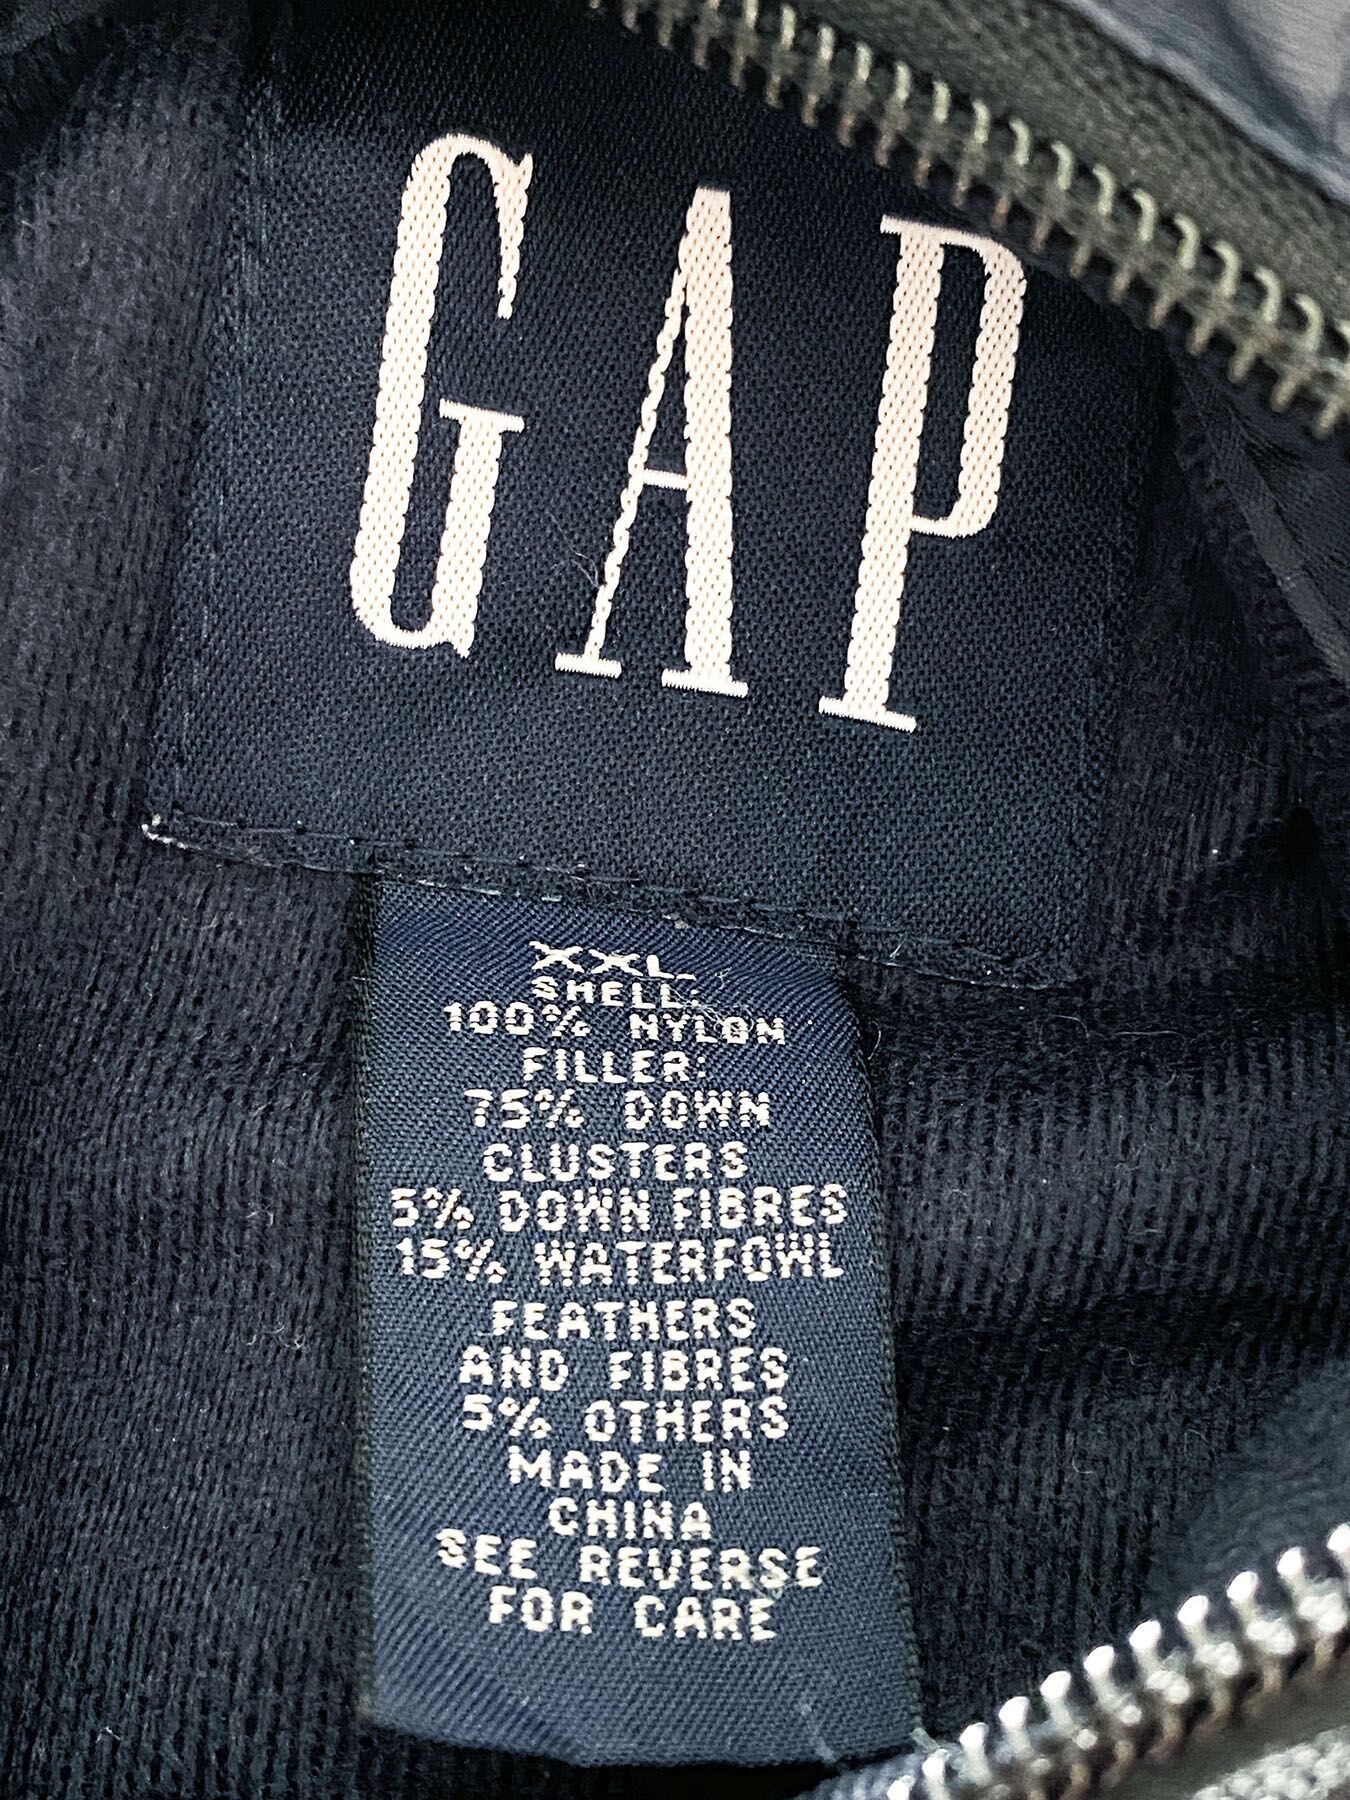 GAP
XXL
SHELL:
100% NYLON
FILLER:
75% DOWN
CLUSTERS
5% DOWN FIBRES
15% WATERFOWL
FEATHERS
AND FIBRES
5% OTHERS
MADE IN
CHINA
SEE REVERSE
FOR CARE